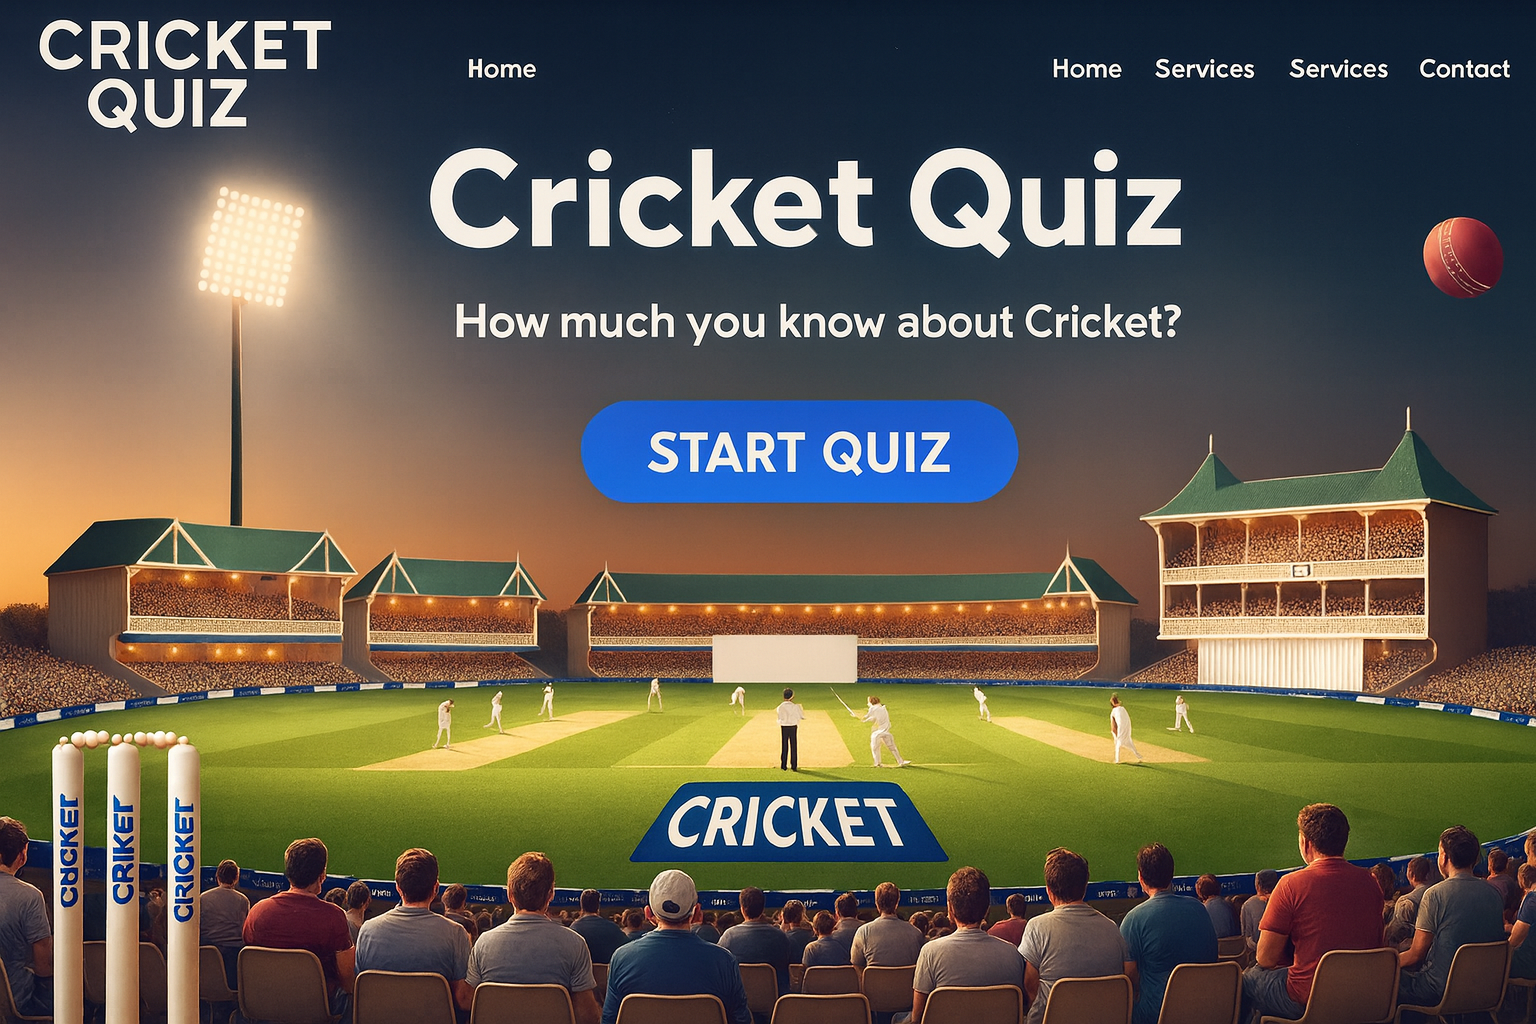 CRICKET
QUIZ
Home
Home Services Services Contact
Cricket Quiz
How much you know about Cricket?
START QUIZ
CRICKET
CRIKET
CRICKET